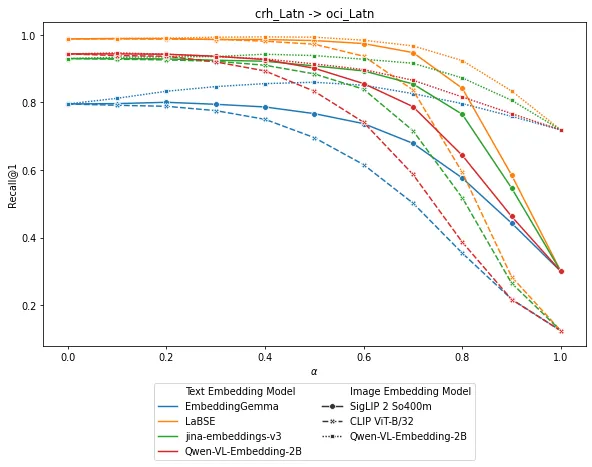 crh_Latn -> oci_Latn
Recall@1
1.0
0.8
0.6
0.4
0.2
0.0
0.2
0.4
0.6
0.8
1.0
α
Text Embedding Model
EmbeddingGemma
LaBSE
jina-embeddings-v3
Qwen-VL-Embedding-2B
Image Embedding Model
SigLIP 2 So400m
CLIP ViT-B/32
Qwen-VL-Embedding-2B